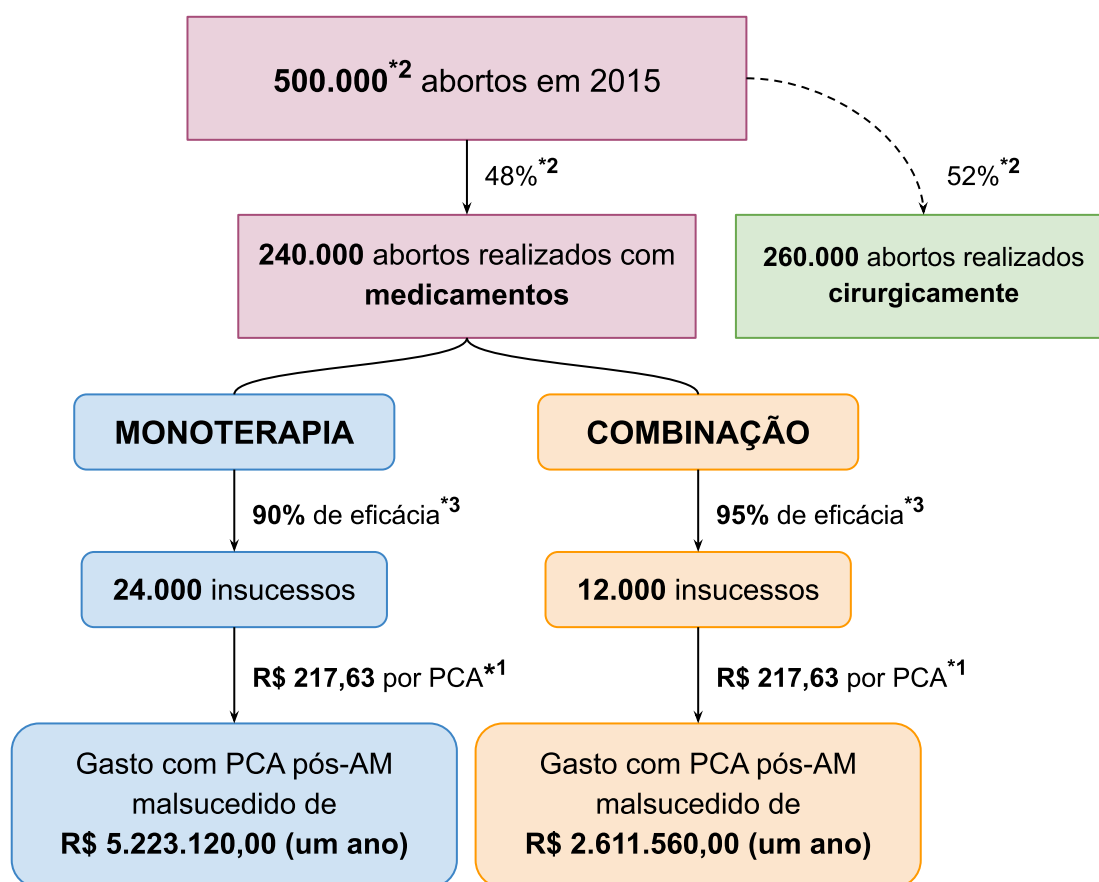 500.000*2 abortos em 2015
48%*2
52%*2
240.000 abortos realizados com
medicamentos
260.000 abortos realizados
cirurgicamente
MONOTERAPIA
COMBINAÇÃO
90% de eficácia*3
95% de eficácia*3
24.000 insucessos
12.000 insucessos
R$ 217,63 por PCA*1
R$ 217,63 por PCA*1
Gasto com PCA pós-AM
malsucedido de
R$ 5.223.120,00 (um ano)
Gasto com PCA pós-AM
malsucedido de
R$ 2.611.560,00 (um ano)